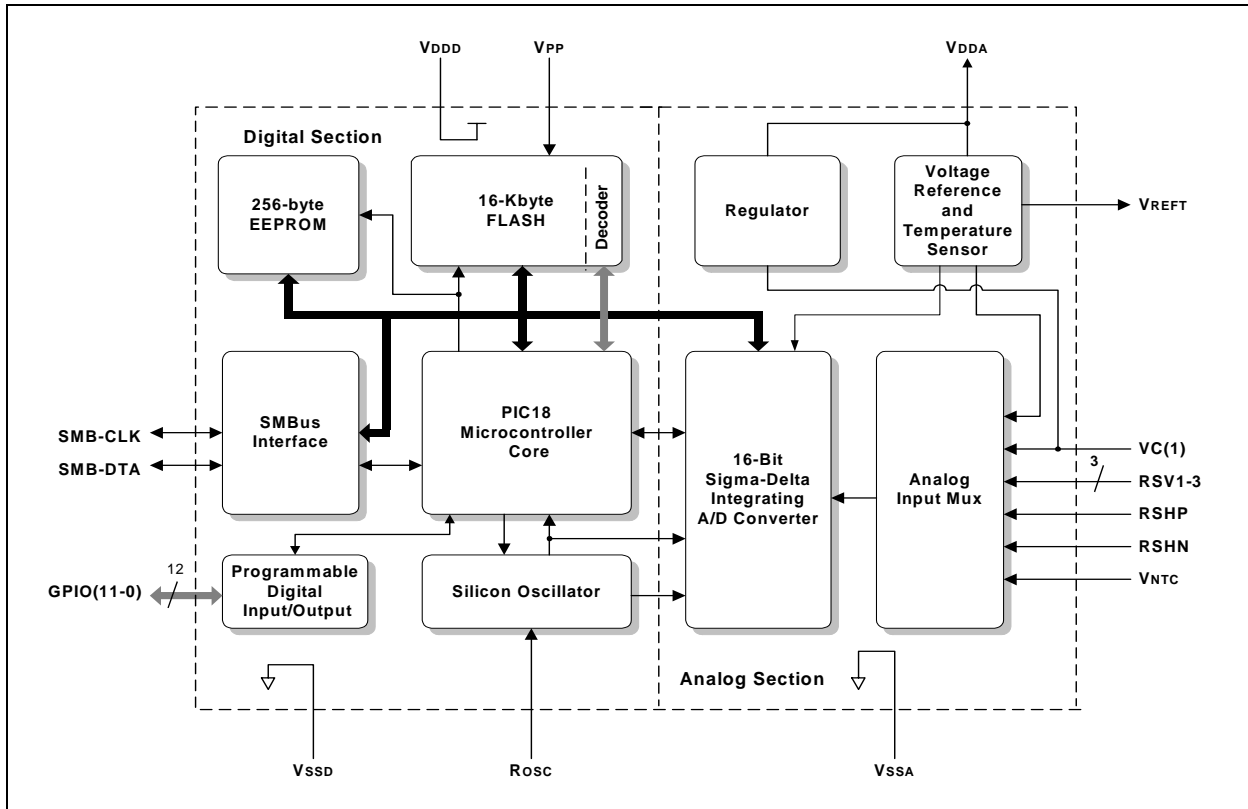 VDDD
VPP
VDDA
Digital Section
256-byte
EEPROM
16-Kbyte
FLASH
Decoder
Regulator
Voltage
Reference
and
Temperature
Sensor
VREFT
SMBus
Interface
PIC18
Microcontroller
Core
16-Bit
Sigma-Delta
Integrating
A/D Converter
Analog
Input Mux
SMB-CLK
SMB-DTA
VC(1)
3
RSV1-3
RSHP
RSHN
VNTC
GPIO(11-0)
12
Programmable
Digital
Input/Output
Silicon Oscillator
Analog Section
VSSD
ROSC
VSSA